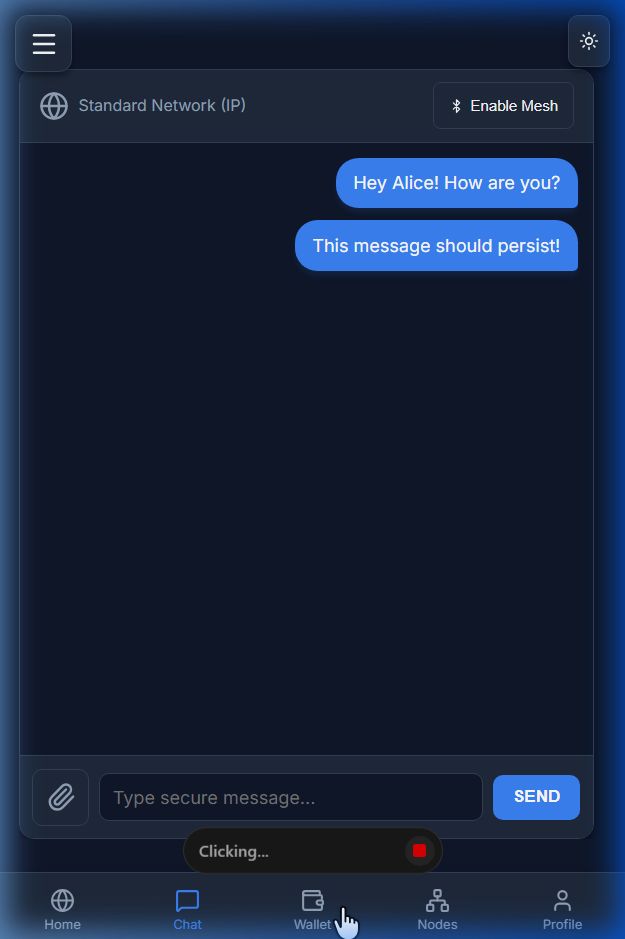 Standard Network (IP)
Enable Mesh
Hey Alice! How are you?
This message should persist!
Type secure message...
SEND
Clicking...
Home
Chat
Wallet
Nodes
Profile